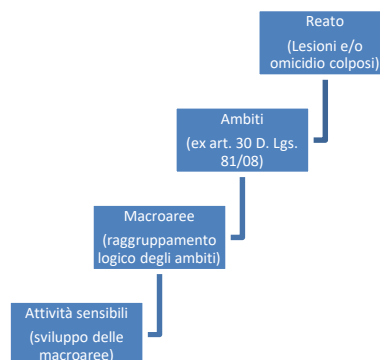 Reato
(Lesioni e/o
omicidio colposi)
Ambiti
(ex art. 30 D. Lgs.
81/08)
Macroaree
(raggruppamento
logico degli ambiti)
Attività sensibili
(sviluppo delle
macroaree)